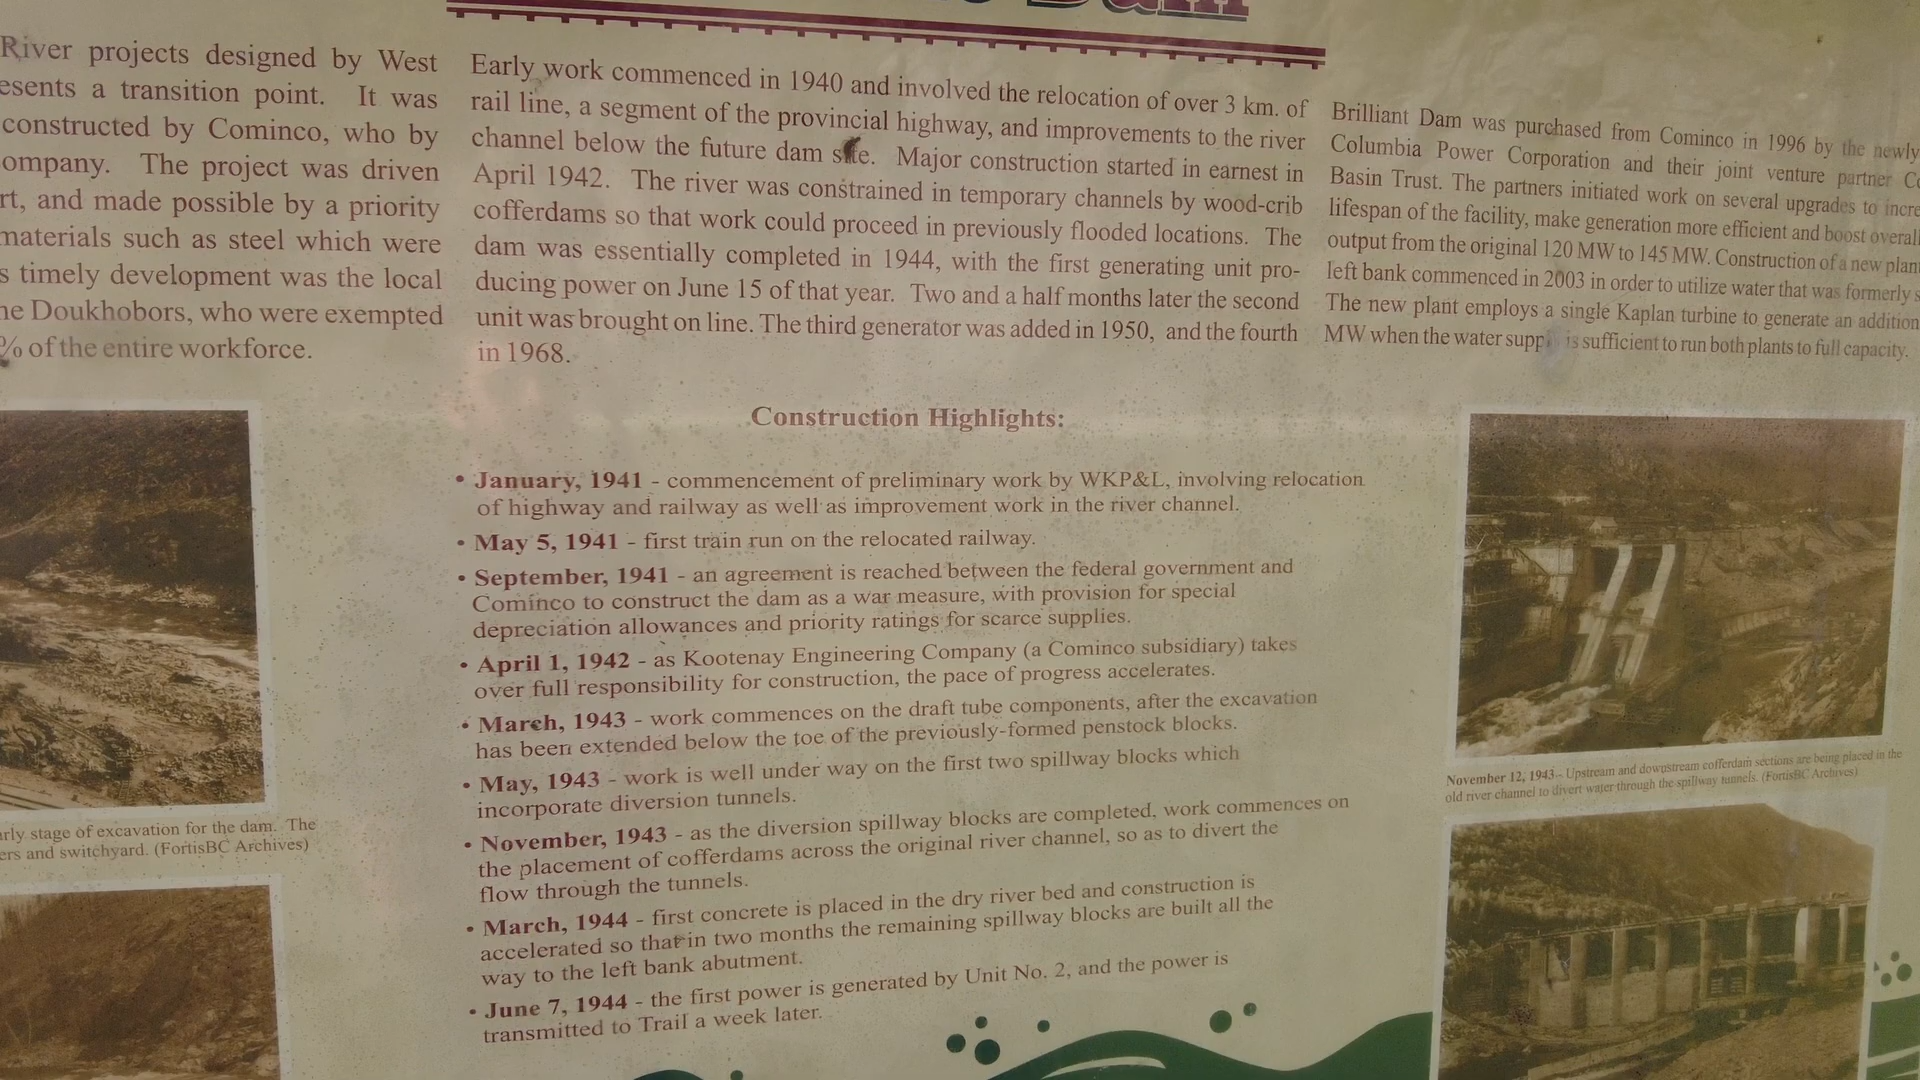 Dam
River projects designed by West
esents a transition point. It was
constructed by Cominco, who by
ompany. The project was driven
rt, and made possible by a priority
materials such as steel which were
s timely development was the local
he Doukhobors, who were exempted
% of the entire workforce.
Early work commenced in 1940 and involved the relocation of over 3 km. of
rail line, a segment of the provincial highway, and improvements to the river
channel below the future dam site. Major construction started in earnest in
April 1942. The river was constrained in temporary channels by wood-crib
cofferdams so that work could proceed in previously flooded locations. The
dam was essentially completed in 1944, with the first generating unit pro-
ducing power on June 15 of that year. Two and a half months later the second
unit was brought on line. The third generator was added in 1950, and the fourth
in 1968.
Brilliant Dam was purchased from Cominco in 1996 by the newly
Columbia Power Corporation and their joint venture partner Co
Basin Trust. The partners initiated work on several upgrades to incre
lifespan of the facility, make generation more efficient and boost overall
output from the original 120 MW to 145 MW. Construction of a new plant
left bank commenced in 2003 in order to utilize water that was formerly s
The new plant employs a single Kaplan turbine to generate an addition
MW when the water supp is sufficient to run both plants to full capacity.
Construction Highlights:
• January, 1941 - commencement of preliminary work by WKP&L, involving relocation
of highway and railway as well as improvement work in the river channel.
• May 5, 1941 - first train run on the relocated railway.
• September, 1941 - an agreement is reached between the federal government and
Cominco to construct the dam as a war measure, with provision for special
depreciation allowances and priority ratings for scarce supplies.
• April 1, 1942 - as Kootenay Engineering Company (a Cominco subsidiary) takes
over full responsibility for construction, the pace of progress accelerates.
• March, 1943 - work commences on the draft tube components, after the excavation
has been extended below the toe of the previously-formed penstock blocks.
• May, 1943 - work is well under way on the first two spillway blocks which
incorporate diversion tunnels.
• November, 1943 - as the diversion spillway blocks are completed, work commences on
the placement of cofferdams across the original river channel, so as to divert the
flow through the tunnels.
• March, 1944 - first concrete is placed in the dry river bed and construction is
accelerated so that in two months the remaining spillway blocks are built all the
way to the left bank abutment.
• June 7, 1944 - the first power is generated by Unit No. 2, and the power is
transmitted to Trail a week later.
arly stage of excavation for the dam. The
ers and switchyard. (FortisBC Archives)
November 12, 1943 - Upstream and downstream cofferdam sections are being placed in the
old river channel to divert water through the spillway tunnels. (FortisBC Archives)